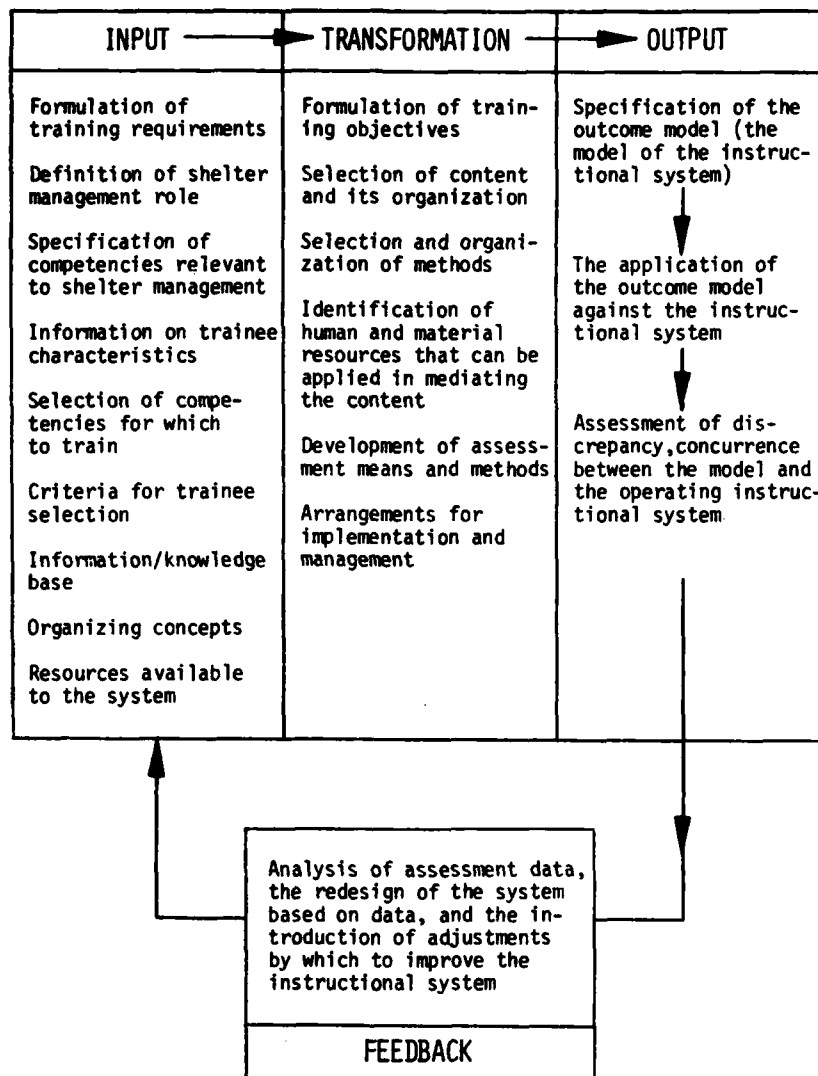 INPUT TRANSFORMATION OUTPUT
Formulation of
training requirements
Definition of shelter
management role
Specification of
competencies relevant
to shelter management
Information on trainee
characteristics
Selection of compe-
tencies for which
to train
Criteria for trainee
selection
Information/knowledge
base
Organizing concepts
Resources available
to the system
Formulation of train-
ing objectives
Selection of content
and its organization
Selection and organi-
zation of methods
Identification of
human and material
resources that can be
applied in mediating
the content
Development of assess-
ment means and methods
Arrangements for
implementation and
management
Specification of the
outcome model (the
model of the instruc-
tional system)
The application of
the outcome model
against the instruc-
tional system
Assessment of dis-
crepancy,concurrence
between the model and
the operating instruc-
tional system
Analysis of assessment data,
the redesign of the system
based on data, and the in-
troduction of adjustments
by which to improve the
instructional system
FEEDBACK